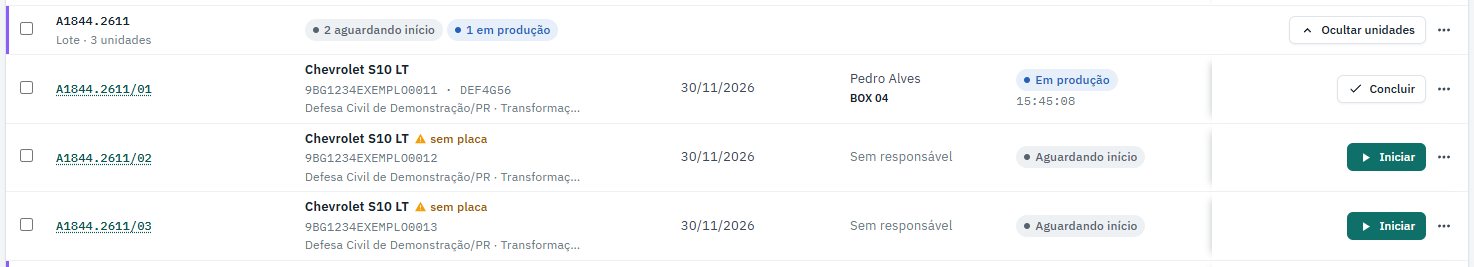 A1844.2611
Lote · 3 unidades
2 aguardando início
1 em produção
Ocultar unidades
A1844.2611/01
Chevrolet S10 LT
9BG1234EXEMPLO0011 · DEF4G56
Defesa Civil de Demonstração/PR · Transformaç...
30/11/2026
Pedro Alves
BOX 04
Em produção
15:45:08
Concluir
A1844.2611/02
Chevrolet S10 LT sem placa
9BG1234EXEMPLO0012
Defesa Civil de Demonstração/PR · Transformaç...
30/11/2026
Sem responsável
Aguardando início
Iniciar
A1844.2611/03
Chevrolet S10 LT sem placa
9BG1234EXEMPLO0013
Defesa Civil de Demonstração/PR · Transformaç...
30/11/2026
Sem responsável
Aguardando início
Iniciar